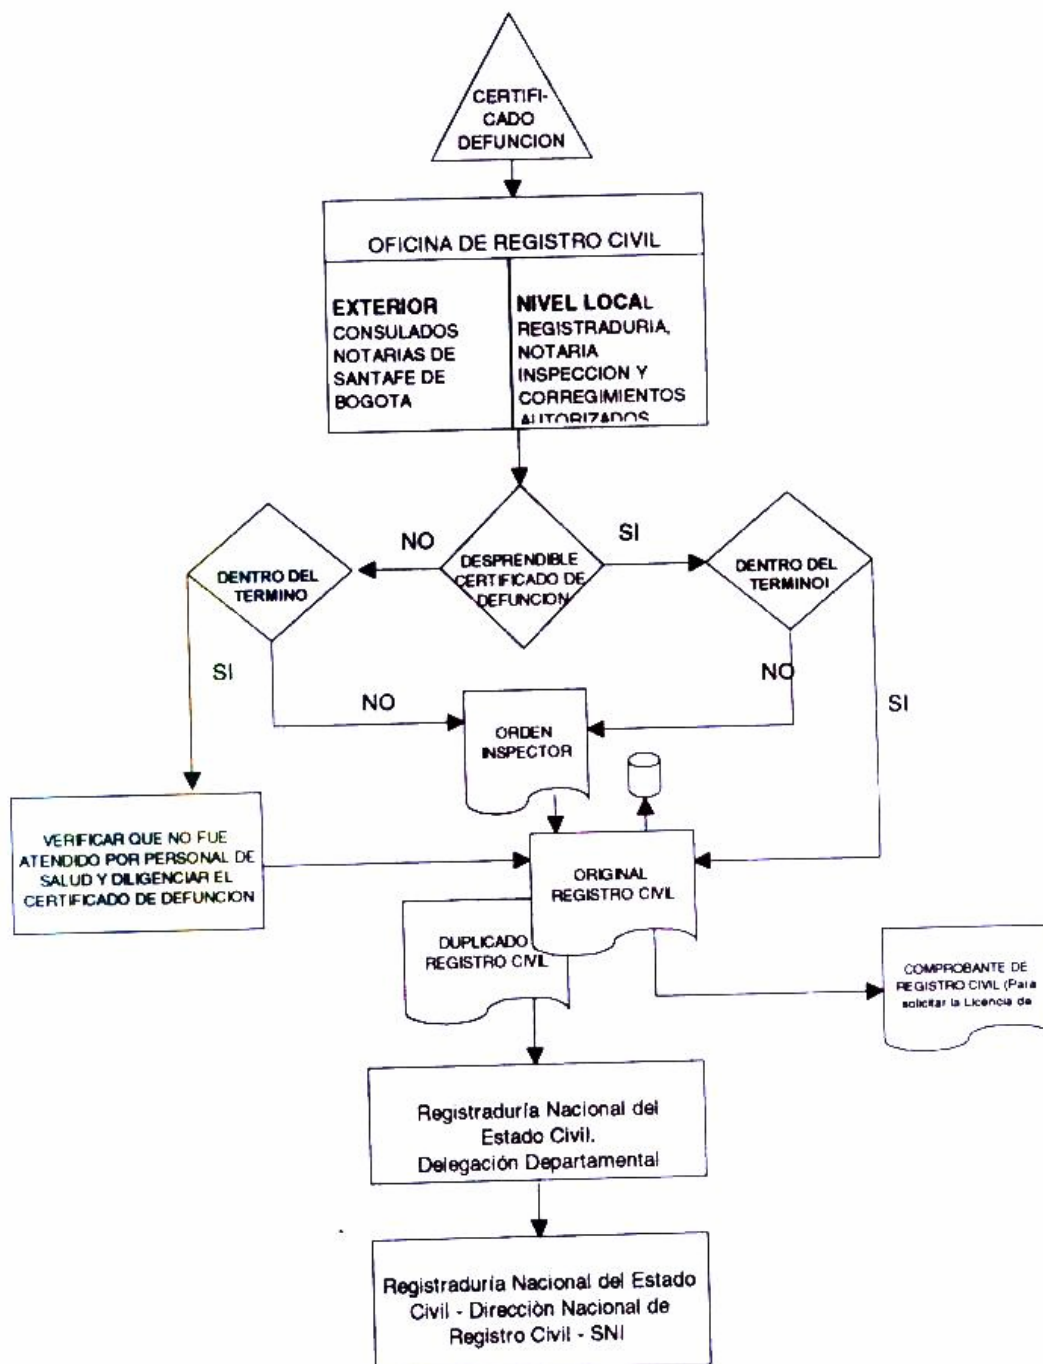 CERTIFI-
CADO
DEFUNCION
OFICINA DE REGISTRO CIVIL
EXTERIOR
CONSULADOS
NOTARIAS DE
SANTAFE DE
BOGOTA
NIVEL LOCAL
REGISTRADURIA,
NOTARIA
INSPECCION Y
CORREGIMIENTOS
AUTORIZADOS
NO
DESPRENDIBLE
CERTIFICADO DE
DEFUNCION
SI
DENTRO DEL
TERMINO
DENTRO DEL
TERMINOI
SI
NO
NO
SI
ORDEN
INSPECTOR
VERIFICAR QUE NO FUE
ATENDIDO POR PERSONAL DE
SALUD Y DILIGENCIAR EL
CERTIFICADO DE DEFUNCION
ORIGINAL
REGISTRO CIVIL
DUPLICADO
REGISTRO CIVIL
COMPROBANTE DE
REGISTRO CIVIL (Para
solicitar la Licencia de
Registraduría Nacional del
Estado Civil.
Delegación Departamental
Registraduría Nacional del Estado
Civil - Direcciòn Nacional de
Registro Civil - SNI